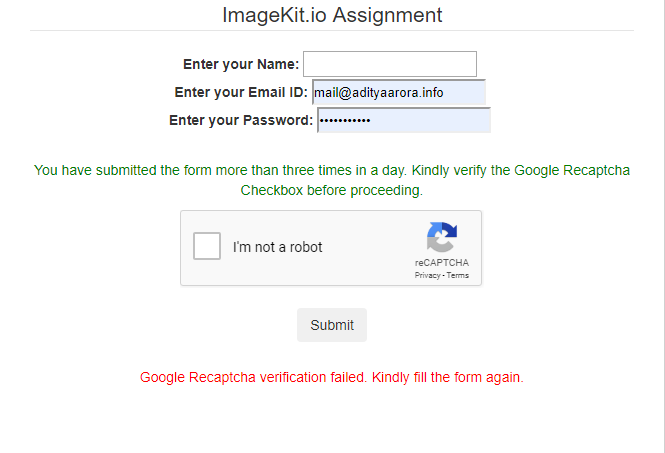 ImageKit.io Assignment
Enter your Name:
Enter your Email ID: mail@adityaarora.info
Enter your Password: •••••••••••
You have submitted the form more than three times in a day. Kindly verify the Google Recaptcha
Checkbox before proceeding.
I'm not a robot
reCAPTCHA
Privacy - Terms
Submit
Google Recaptcha verification failed. Kindly fill the form again.